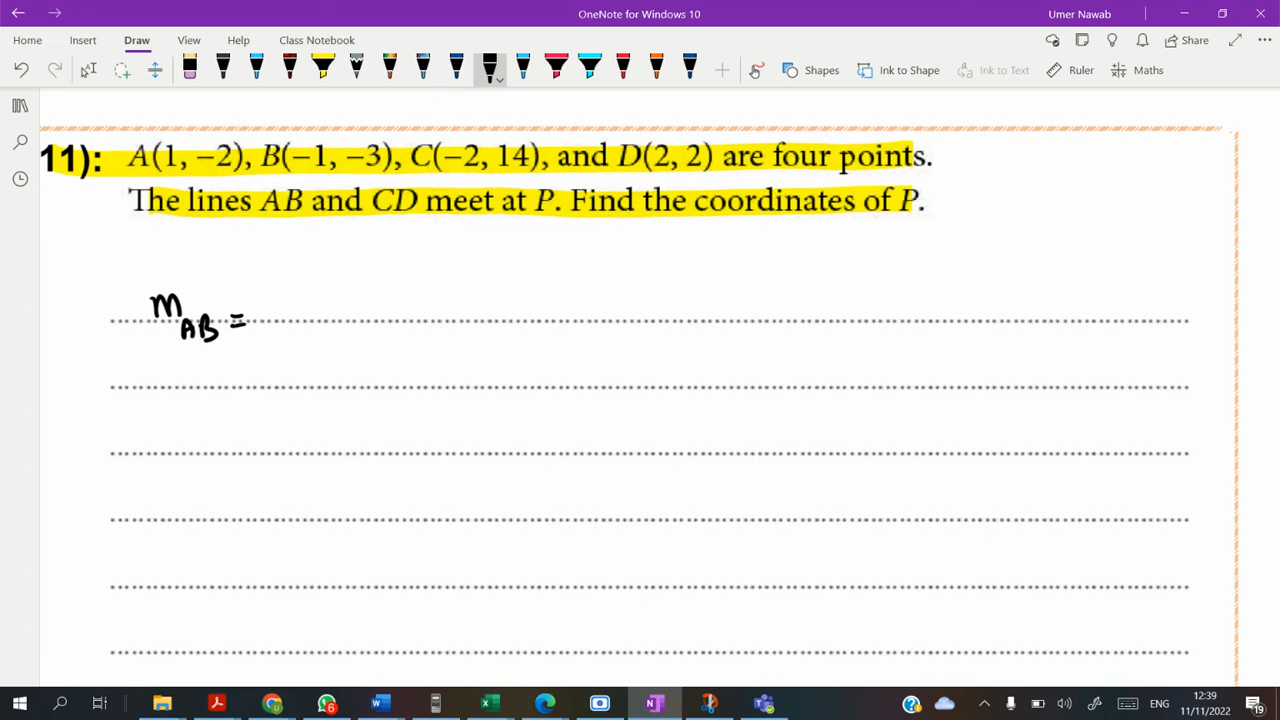 OneNote for Windows 10
Umer Nawab
Home Insert Draw View Help Class Notebook
Share
Shapes Ink to Shape Ink to Text Ruler Maths
11): A(1, −2), B(−1, −3), C(−2, 14), and D(2, 2) are four points.
The lines AB and CD meet at P. Find the coordinates of P.
m_AB =
6
ENG
12:39
11/11/2022
19